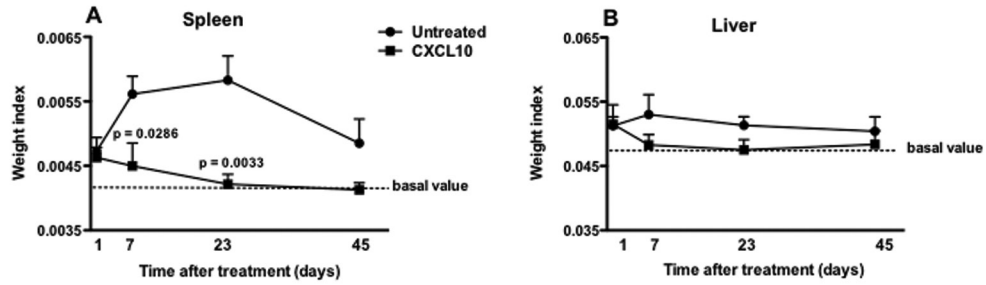 A
Spleen
Untreated
CXCL10
Weight index
0.0065
0.0055
0.0045
0.0035
p = 0.0286
p = 0.0033
basal value
1 7 23 45
Time after treatment (days)
B
Liver
Weight index
0.065
0.055
0.045
0.035
basal value
1 7 23 45
Time after treatment (days)